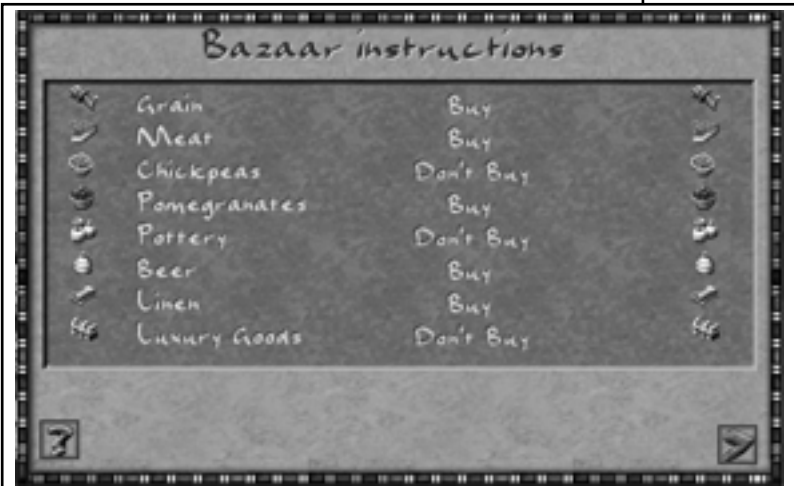 Bazaar instructions
Grain Buy
Meat Buy
Chickpeas Don't Buy
Pomegranates Buy
Pottery Don't Buy
Beer Buy
Linen Buy
Luxury Goods Don't Buy
?